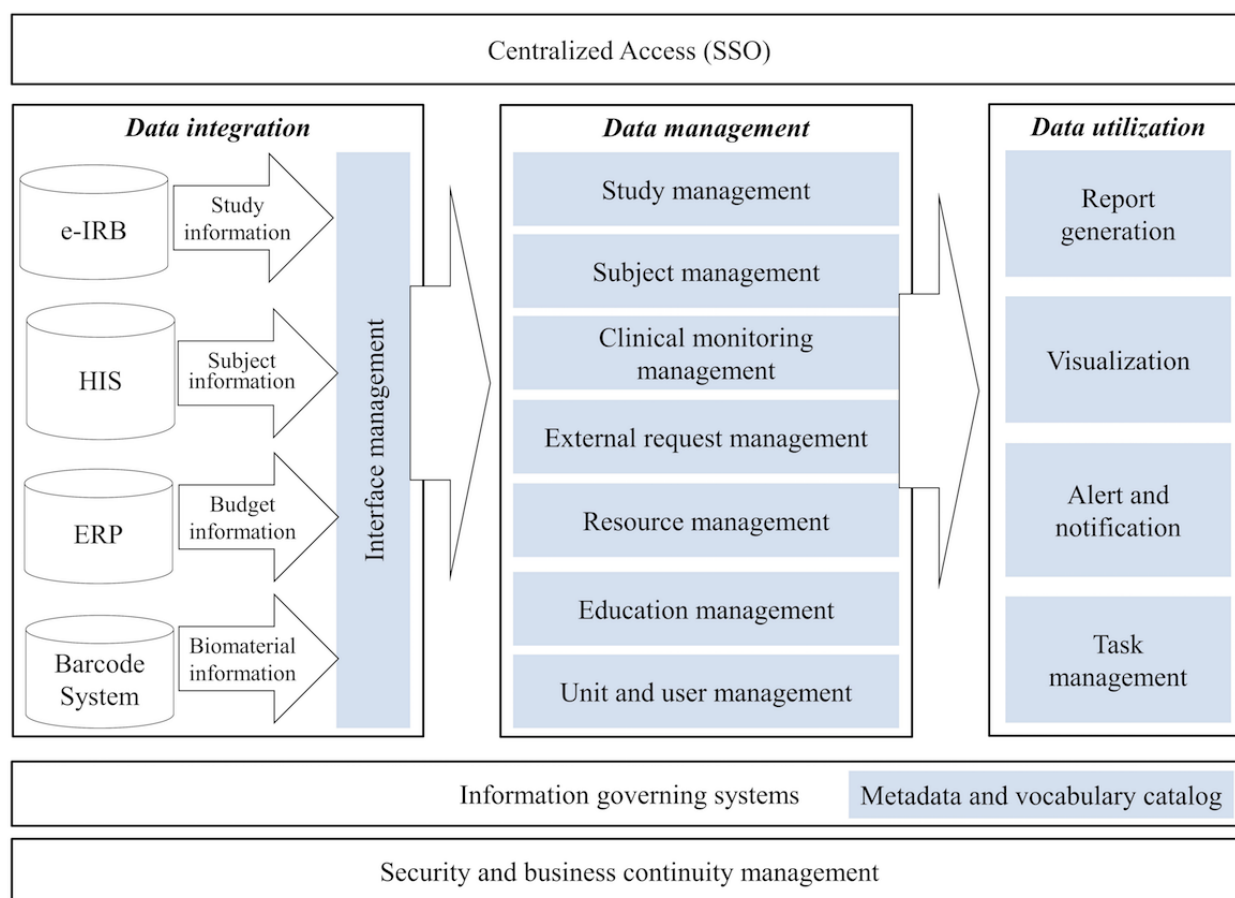 Centralized Access (SSO)
Data integration
e-IRB
Study
information
HIS
Subject
information
ERP
Budget
information
Barcode
System
Biomaterial
information
Interface management
Data management
Study management
Subject management
Clinical monitoring
management
External request management
Resource management
Education management
Unit and user management
Data utilization
Report
generation
Visualization
Alert and
notification
Task
management
Information governing systems
Metadata and vocabulary catalog
Security and business continuity management